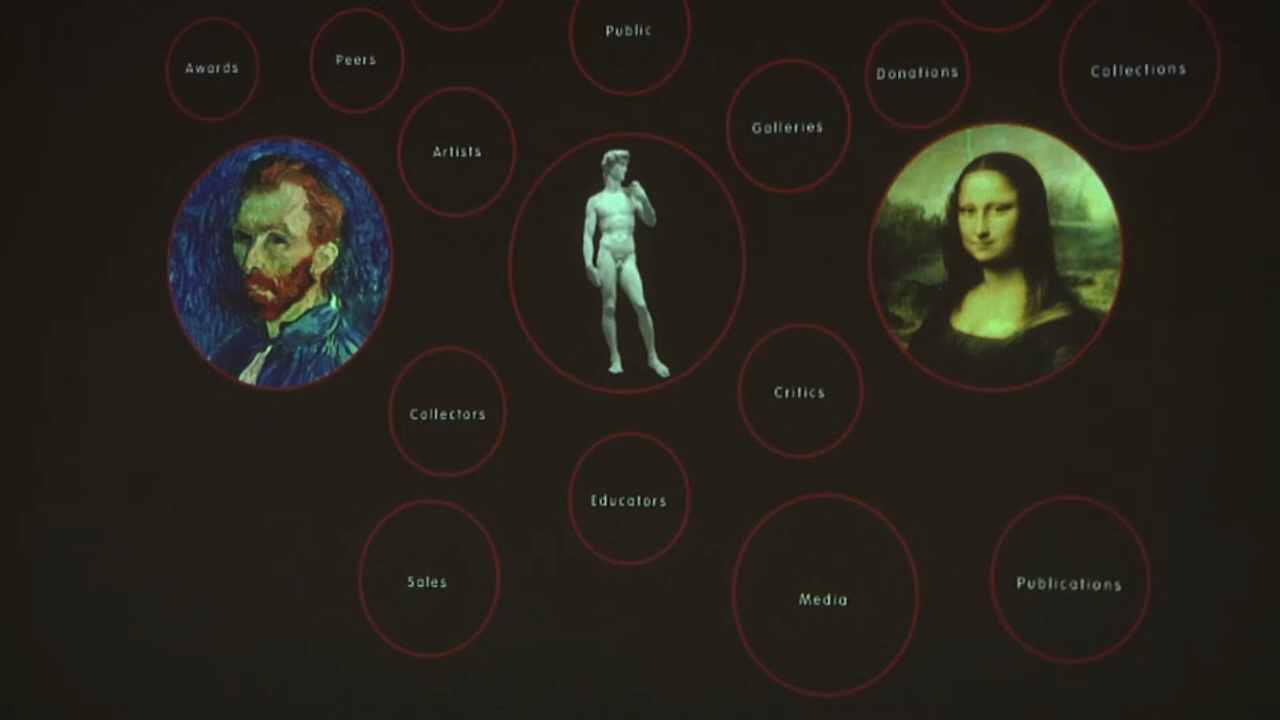 Public
Awards
Peers
Donations
Collections
Galleries
Artists
Critics
Collectors
Educators
Sales
Media
Publications